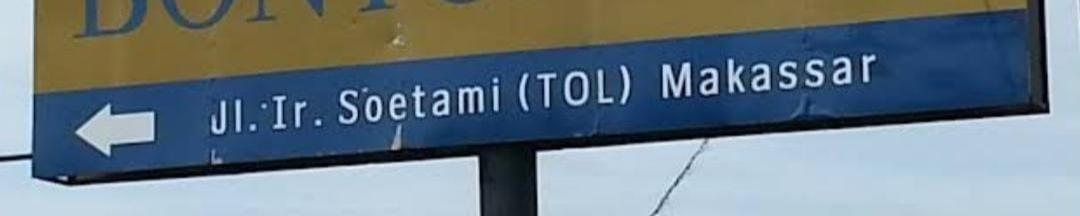 Jl. Ir. Soetami (TOL) Makassar